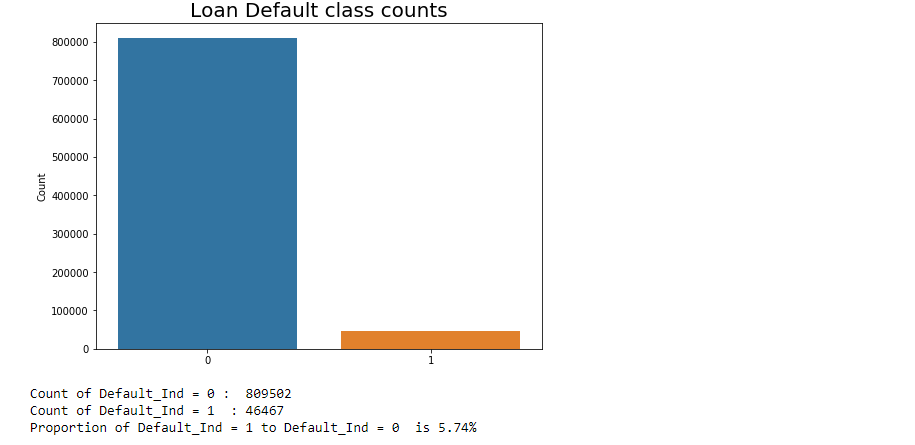 Loan Default class counts
800000
700000
600000
500000
400000
300000
200000
100000
0
Count
0 1
Count of Default_Ind = 0 :  809502
Count of Default_Ind = 1  : 46467
Proportion of Default_Ind = 1 to Default_Ind = 0  is 5.74%